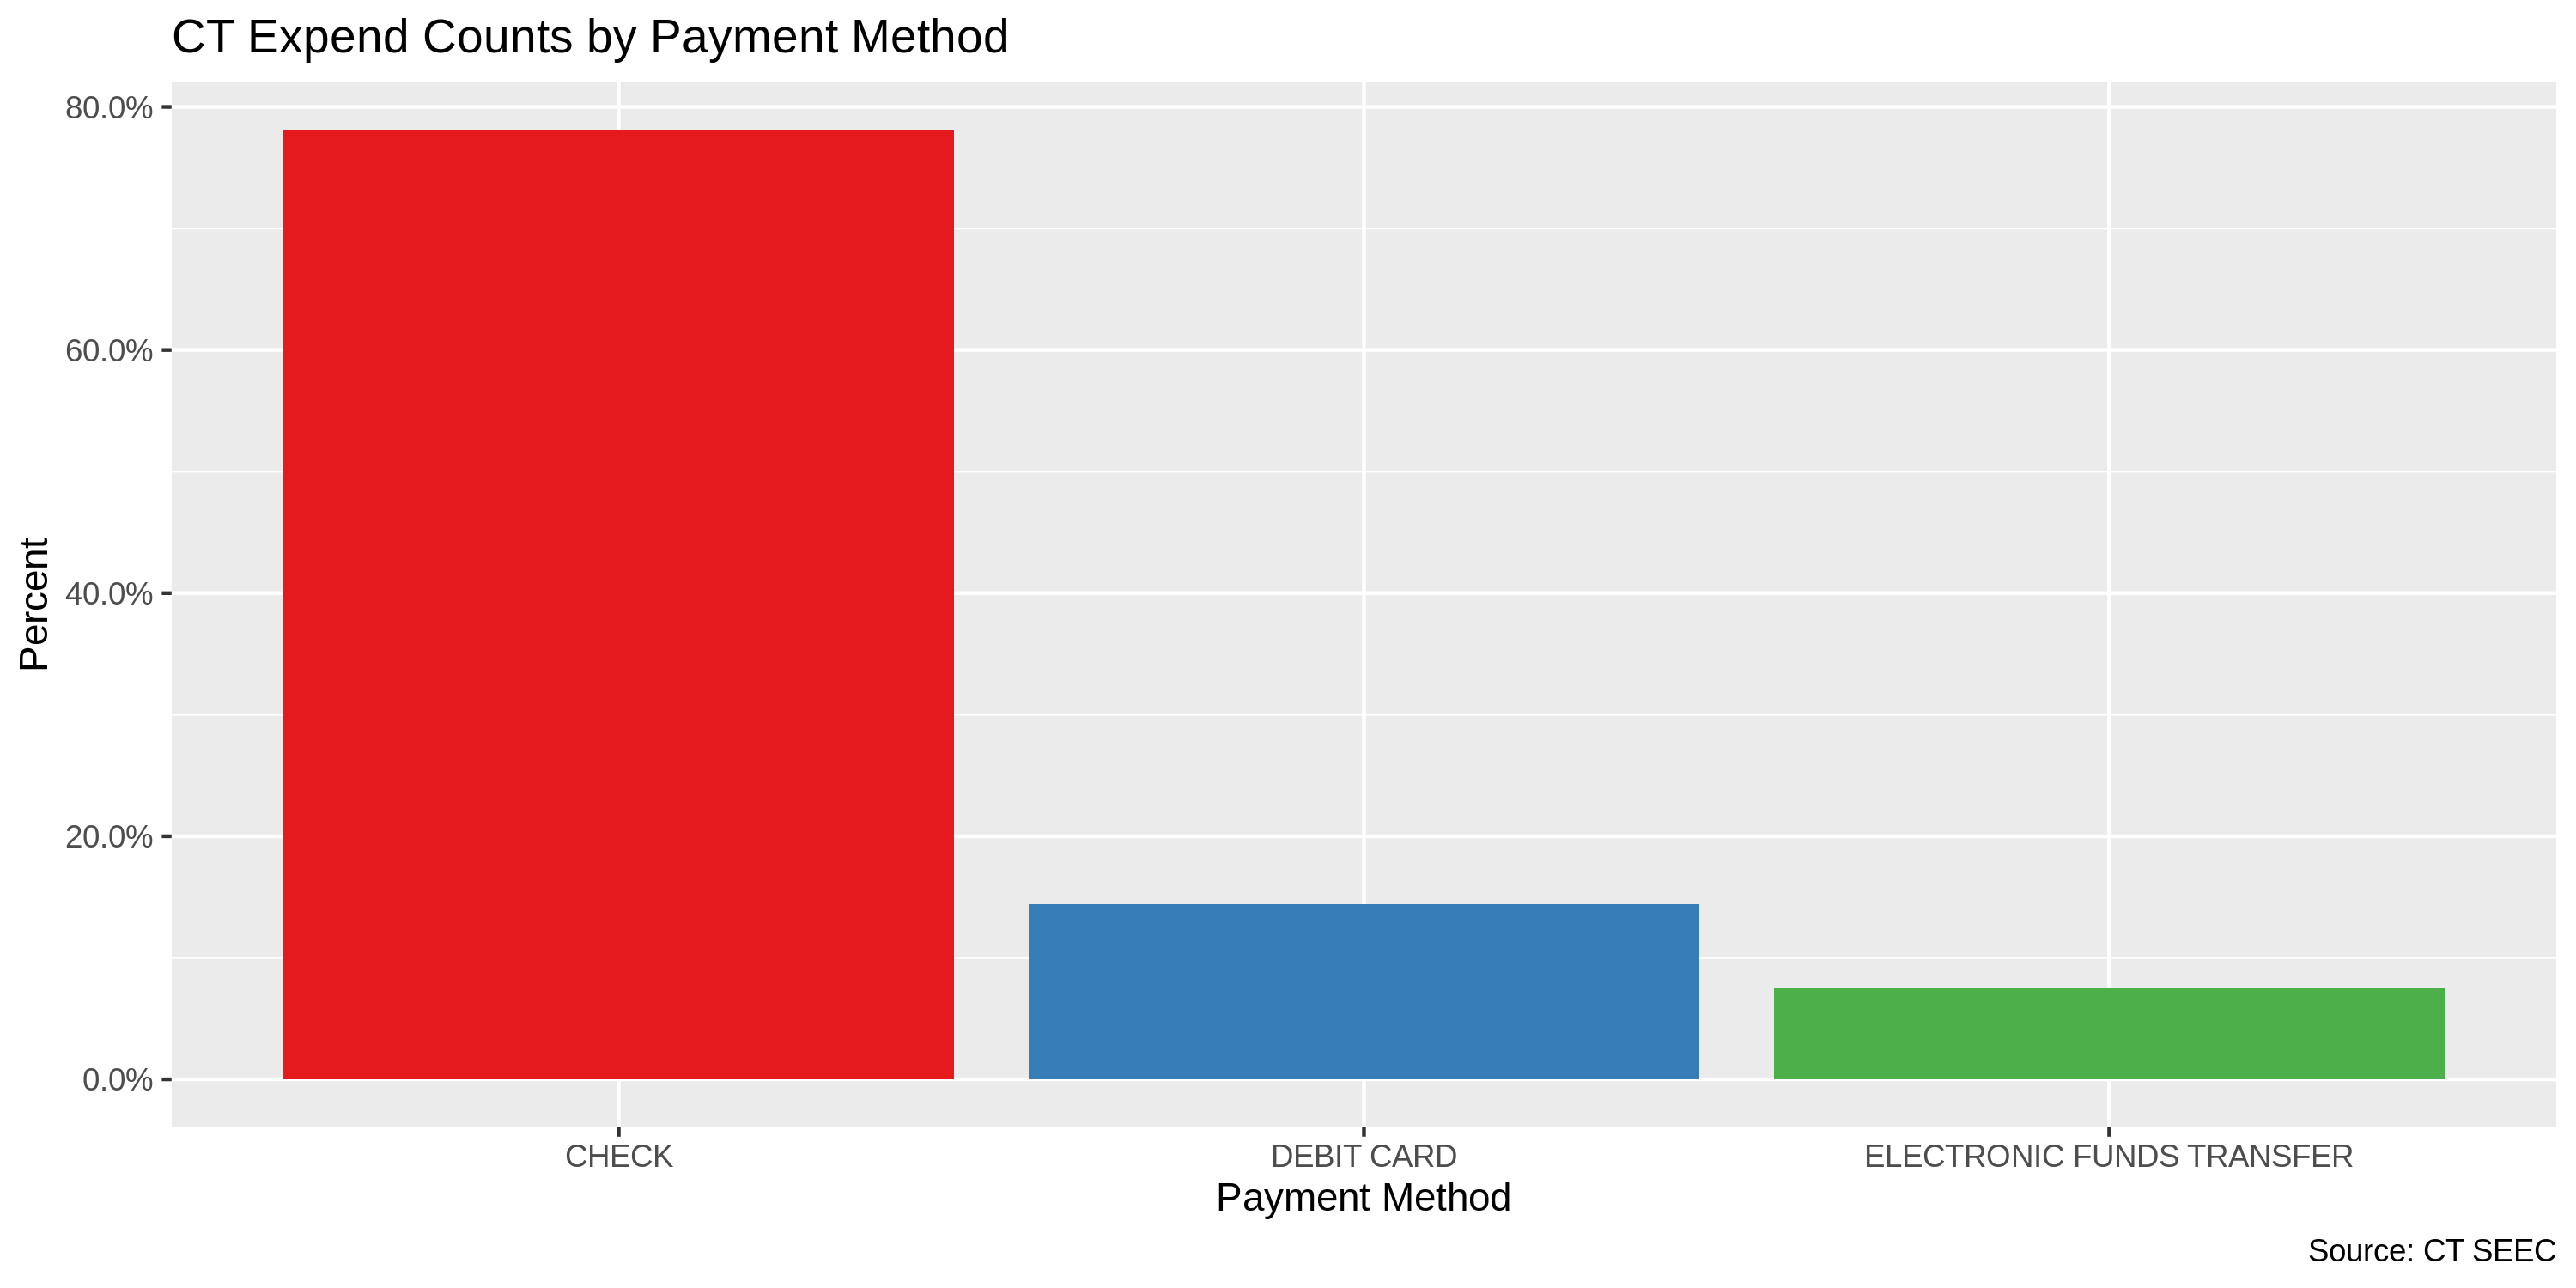 CT Expend Counts by Payment Method
Percent
80.0%
60.0%
40.0%
20.0%
0.0%
CHECK
DEBIT CARD
ELECTRONIC FUNDS TRANSFER
Payment Method
Source: CT SEEC